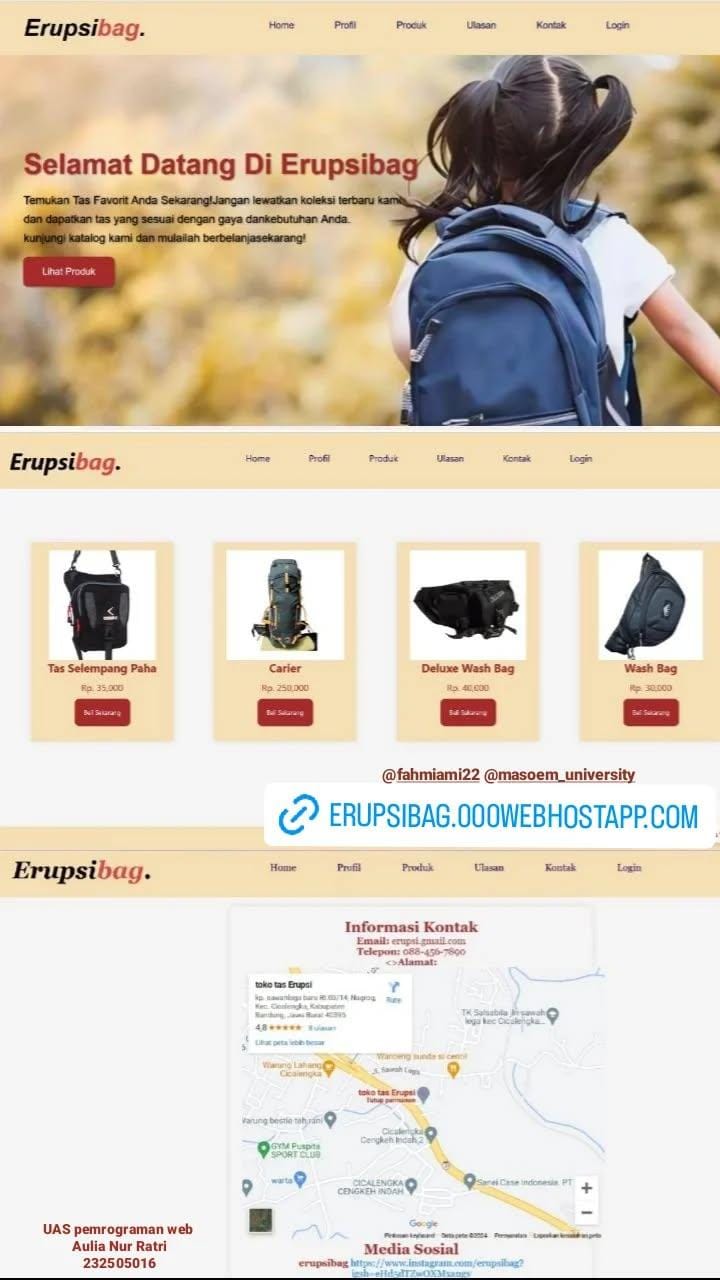 Erupsibag.
Home Profil Produk Ulasan Kontak Login
Selamat Datang Di Erupsibag
Temukan Tas Favorit Anda Sekarang!Jangan lewatkan koleksi terbaru kami
dan dapatkan tas yang sesuai dengan gaya dankebutuhan Anda.
kunjungi katalog kami dan mulailah berbelanjasekarang!
Lihat Produk
Erupsibag.
Home Profil Produk Ulasan Kontak Login
Tas Selempang Paha
Rp. 35,000
Beli Sekarang
Carier
Rp. 250,000
Beli Sekarang
Deluxe Wash Bag
Rp. 40,000
Beli Sekarang
Wash Bag
Rp. 30,000
Beli Sekarang
@fahmiami22 @masoem_university
ERUPSIBAG.000WEBHOSTAPP.COM
Erupsibag.
Home Profil Produk Ulasan Kontak Login
Informasi Kontak
Email: erupsi.gmail.com
Telepon: 088-456-7890
<>Alamat:
toko tas Erupsi
kp. sawahlega baru Rt.03/14, Nagrog,
Kec. Cicalengka, Kabupaten
Bandung, Jawa Barat 40395
Rute
4,8 ★★★★★ 8 ulasan
Lihat peta lebih besar
TK Salsabila Jln sawah
lega kec Cicalengka...
Waroeng sunda si centil
Warung Lahang
Cicalengka
JL. Sawah Lega
toko tas Erupsi
Tutup permanen
Warung bestie teh rani
Cicalengka
Cengkeh Indah 2
GYM Puspita
SPORT CLUB
warta
CICALENGKA
CENGKEH INDAH
Sanei Case Indonesia. PT
+
−
Google
Pintasan keyboard Data peta ©2024 Persyaratan Laporkan kesalahan peta
Media Sosial
erupsibag https://www.instagram.com/erupsibag?
UAS pemrograman web
Aulia Nur Ratri
232505016